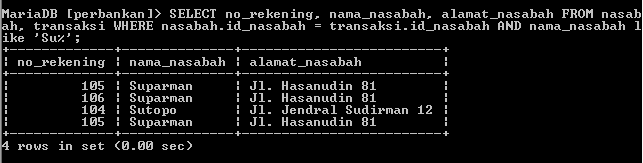 MariaDB [perbankan]> SELECT no_rekening, nama_nasabah, alamat_nasabah FROM nasab
ah, transaksi WHERE nasabah.id_nasabah = transaksi.id_nasabah AND nama_nasabah l
ike 'Su%';
+-------------+--------------+------------------------+
| no_rekening | nama_nasabah | alamat_nasabah         |
+-------------+--------------+------------------------+
|         105 | Suparman     | Jl. Hasanudin 81       |
|         106 | Suparman     | Jl. Hasanudin 81       |
|         104 | Sutopo       | Jl. Jendral Sudirman 12 |
|         105 | Suparman     | Jl. Hasanudin 81       |
+-------------+--------------+------------------------+
4 rows in set (0.00 sec)